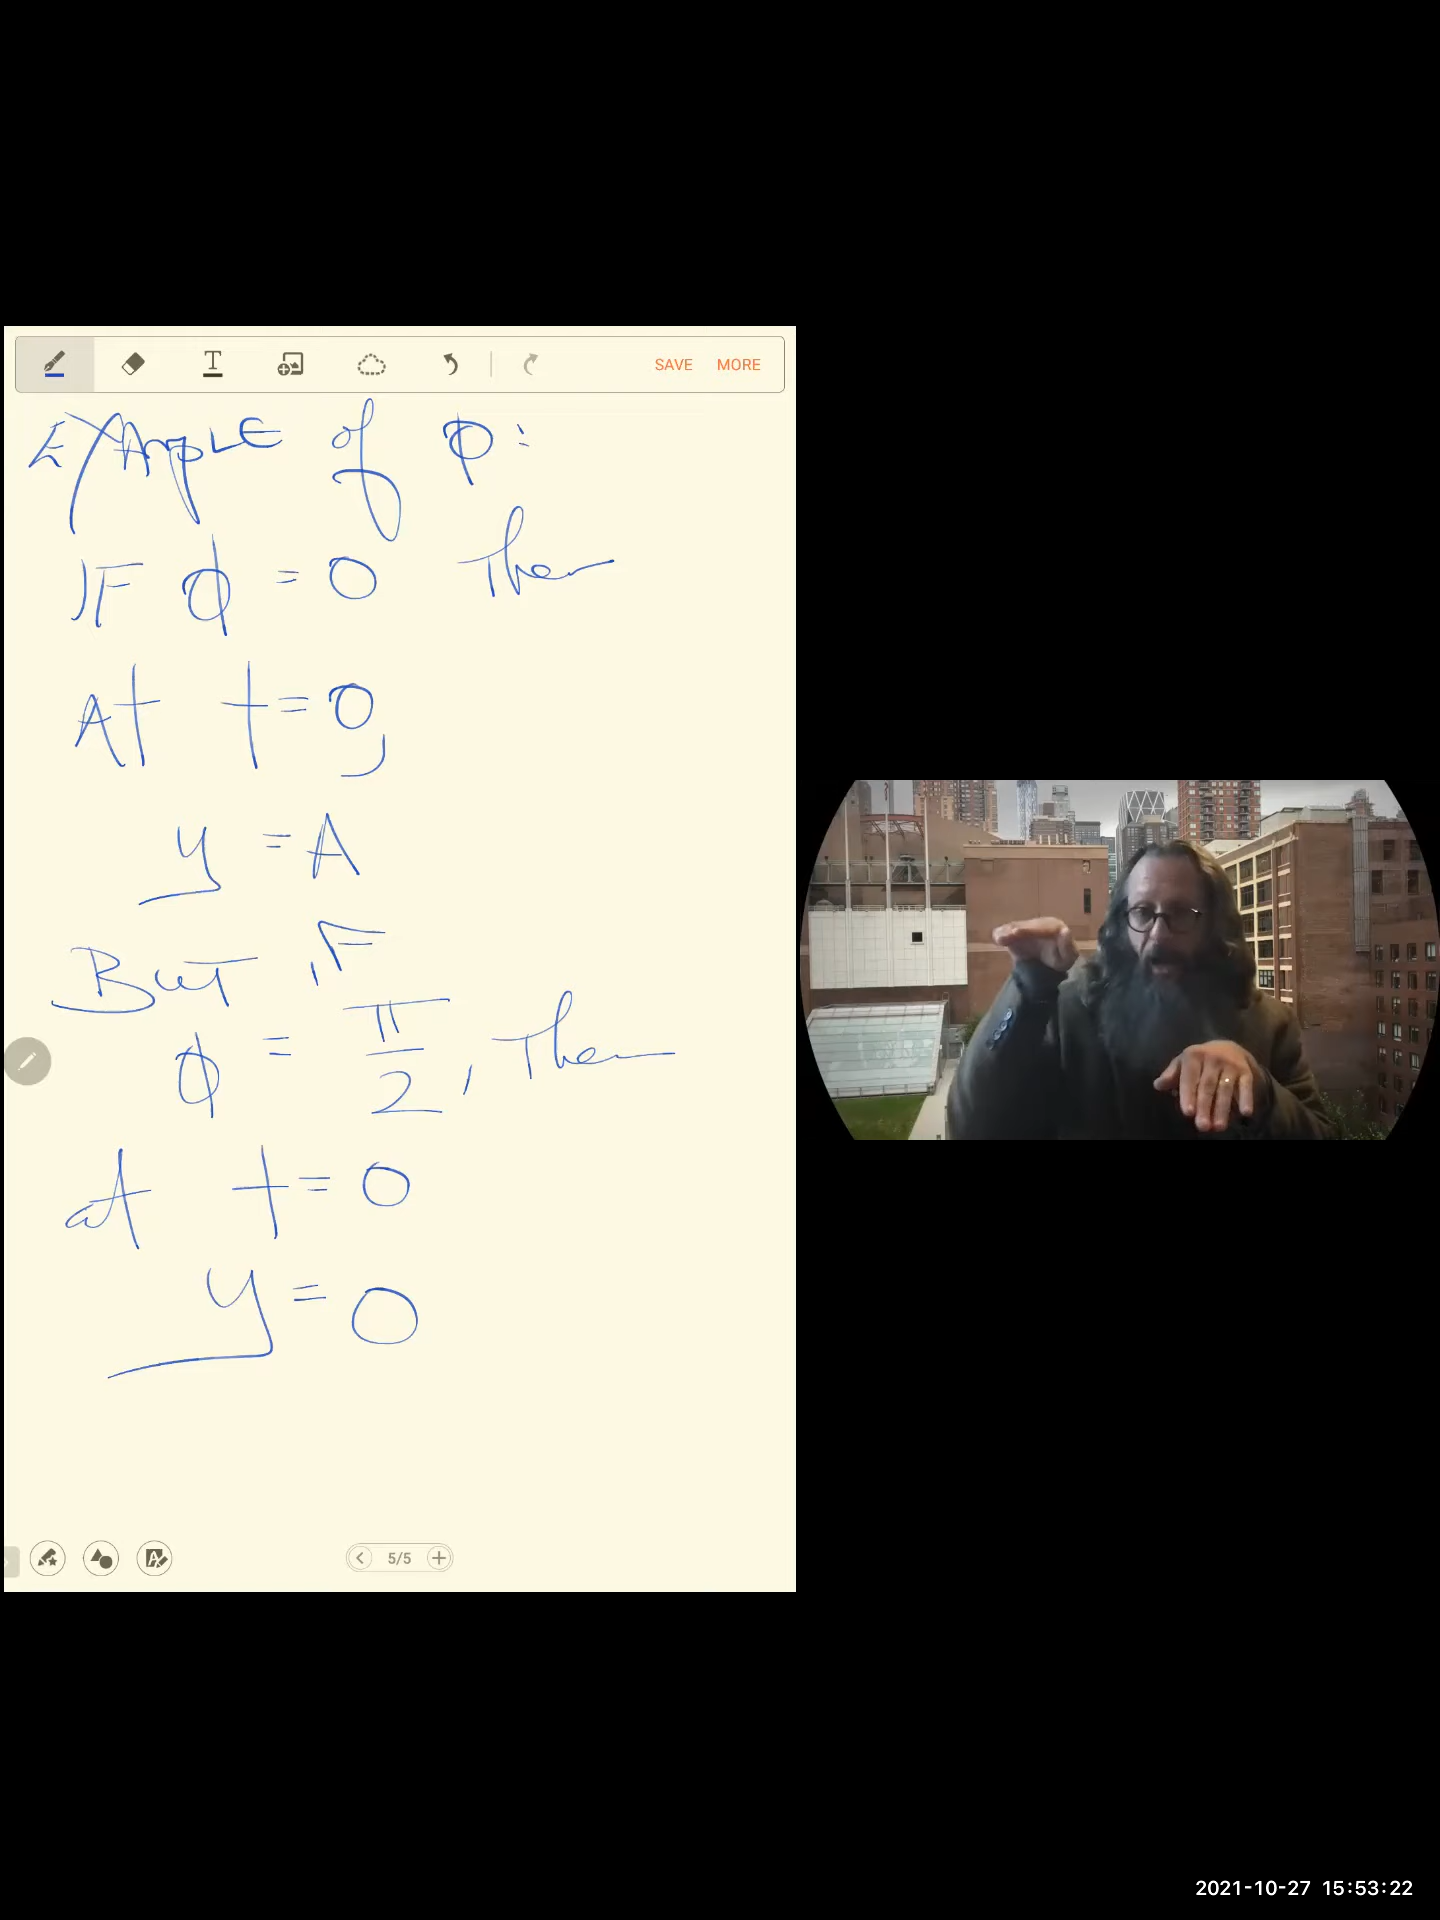 SAVE MORE
EXAMPLE of φ:
IF φ = 0 Then
At t = 0,
y = A
But IF
φ = π/2, Then
at t = 0
y = 0
5/5
2021-10-27 15:53:22